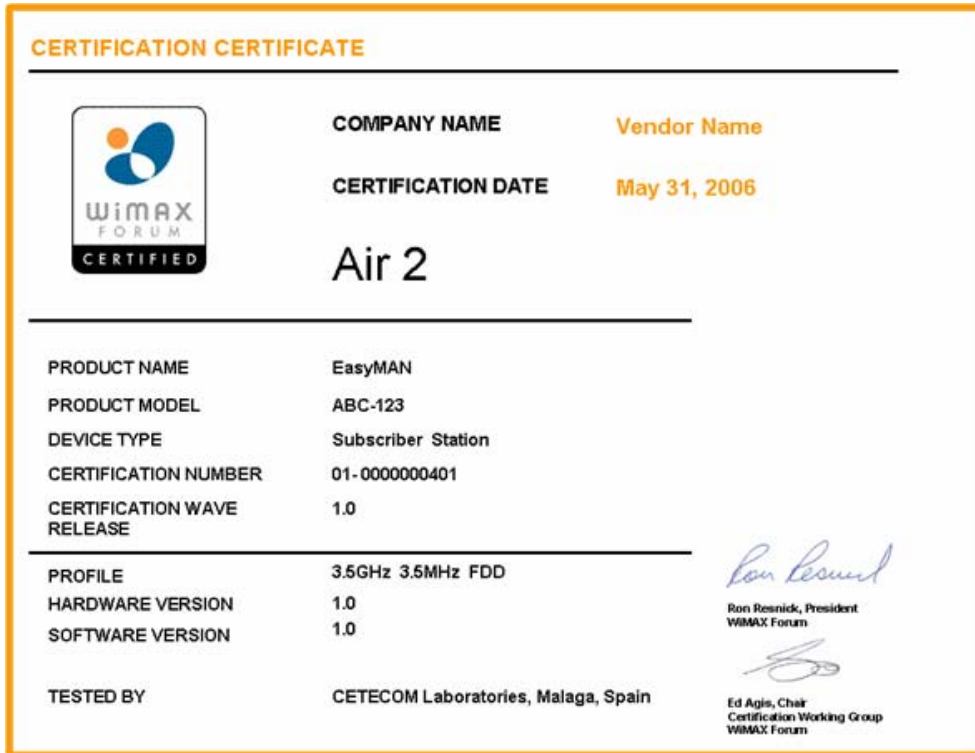 CERTIFICATION CERTIFICATE
WiMAX
FORUM
CERTIFIED
COMPANY NAME Vendor Name
CERTIFICATION DATE May 31, 2006
Air 2
PRODUCT NAME EasyMAN
PRODUCT MODEL ABC-123
DEVICE TYPE Subscriber Station
CERTIFICATION NUMBER 01-0000000401
CERTIFICATION WAVE 1.0
RELEASE
PROFILE 3.5GHz 3.5MHz FDD
HARDWARE VERSION 1.0
SOFTWARE VERSION 1.0
TESTED BY CETECOM Laboratories, Malaga, Spain
Ron Resnick
Ron Resnick, President
WiMAX Forum
Ed Agis, Chair
Certification Working Group
WiMAX Forum